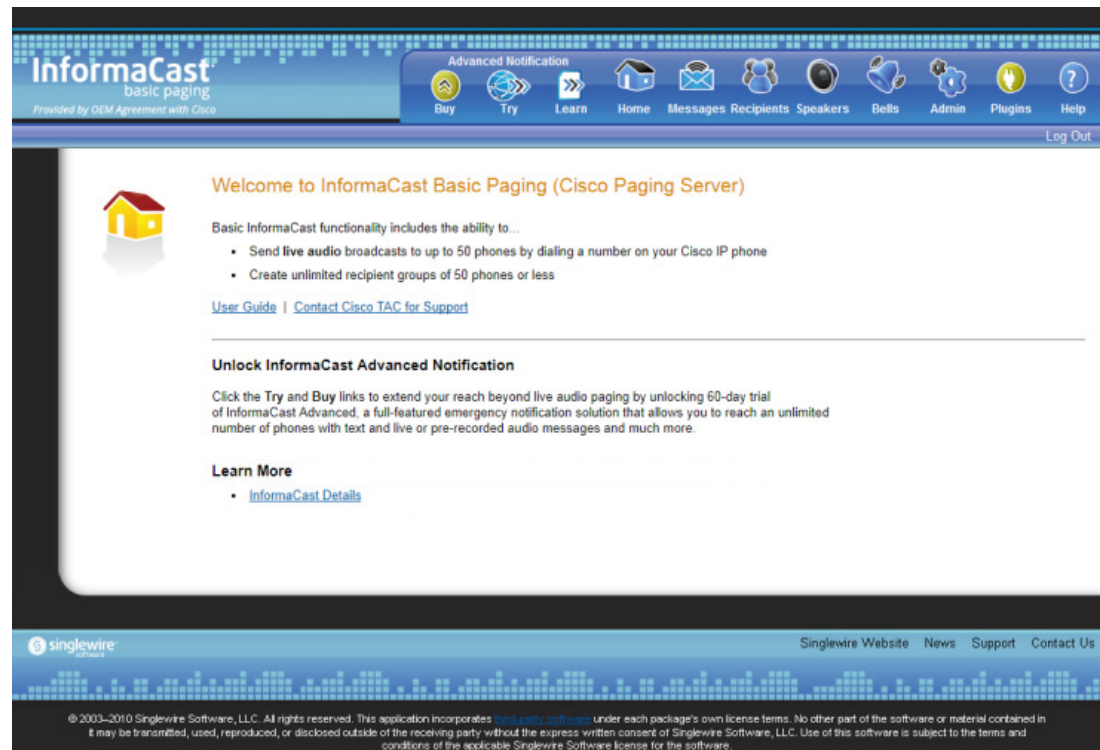 InformaCast
basic paging
Provided by OEM Agreement with Cisco
Advanced Notification
Buy Try Learn Home Messages Recipients Speakers Bells Admin Plugins Help
Log Out
Welcome to InformaCast Basic Paging (Cisco Paging Server)
Basic InformaCast functionality includes the ability to...
• Send live audio broadcasts to up to 50 phones by dialing a number on your Cisco IP phone
• Create unlimited recipient groups of 50 phones or less
User Guide | Contact Cisco TAC for Support
Unlock InformaCast Advanced Notification
Click the Try and Buy links to extend your reach beyond live audio paging by unlocking 60-day trial
of InformaCast Advanced, a full-featured emergency notification solution that allows you to reach an unlimited
number of phones with text and live or pre-recorded audio messages and much more.
Learn More
• InformaCast Details
singlewire
software
Singlewire Website News Support Contact Us
© 2003–2010 Singlewire Software, LLC. All rights reserved. This application incorporates third-party software under each package's own license terms. No other part of the software or material contained in
it may be transmitted, used, reproduced, or disclosed outside of the receiving party without the express written consent of Singlewire Software, LLC. Use of this software is subject to the terms and
conditions of the applicable Singlewire Software license for the software.